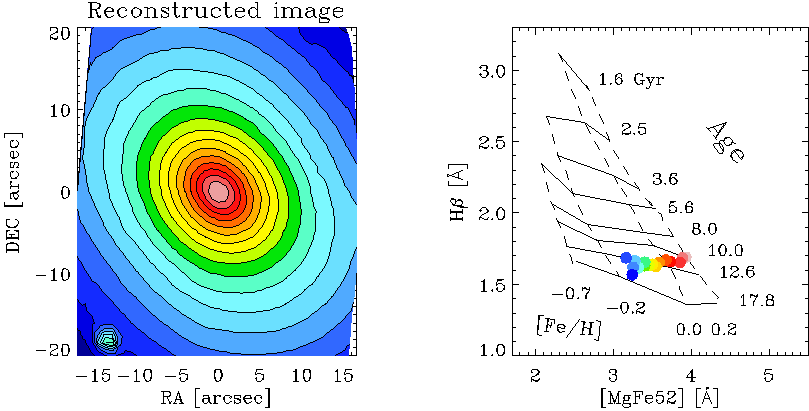 Reconstructed image
20
10
0
−10
−20
DEC [arcsec]
−15 −10 −5 0 5 10 15
RA [arcsec]
3.0
2.5
2.0
1.5
1.0
Hβ [Å]
1.6 Gyr
2.5
3.6
5.6
8.0
10.0
12.6
17.8
Age
−0.7
−0.2
0.0 0.2
[Fe/H]
2 3 4 5
[MgFe52] [Å]